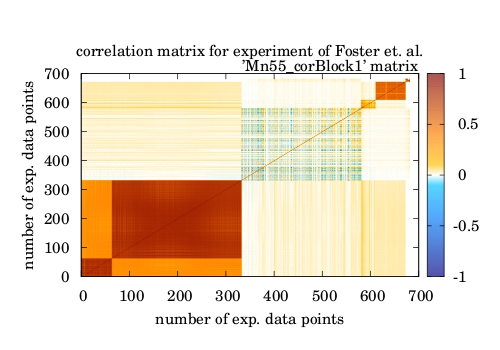 correlation matrix for experiment of Foster et. al.
'Mn55_corBlock1' matrix
700
600
500
400
300
200
100
0
number of exp. data points
0 100 200 300 400 500 600 700
number of exp. data points
1
0.5
0
-0.5
-1